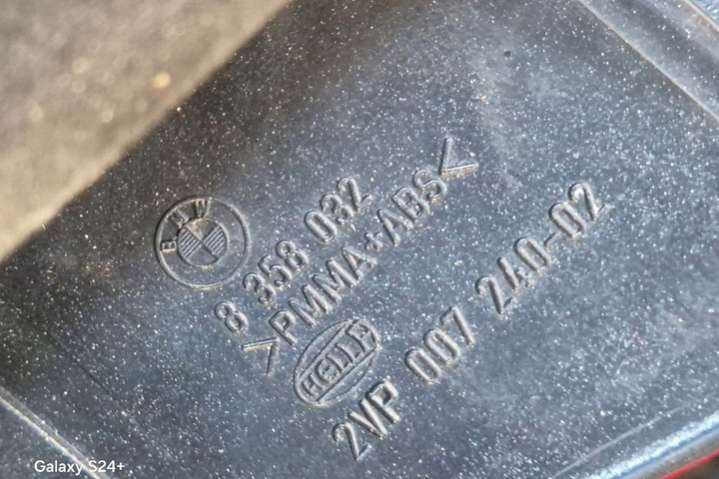 BMW
8 358 032
>PMMA+ABS<
HELLA
2VP 007 240-02
Galaxy S24+